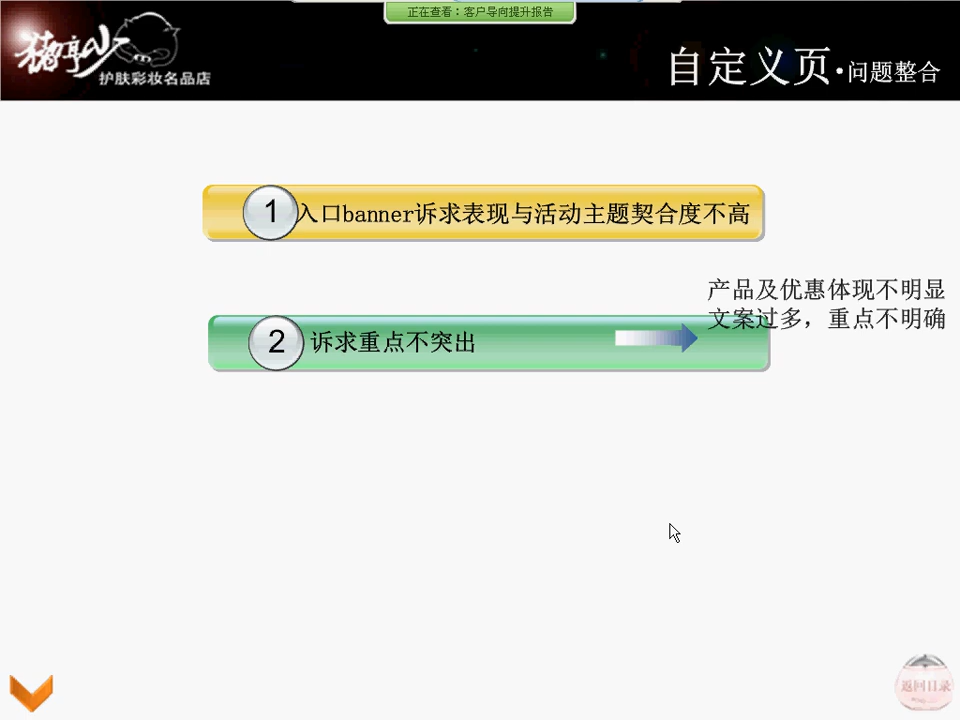 正在查看：客户导向提升报告
护肤彩妆名品店
自定义页·问题整合
1 入口banner诉求表现与活动主题契合度不高
产品及优惠体现不明显
文案过多，重点不明确
2 诉求重点不突出
返回目录